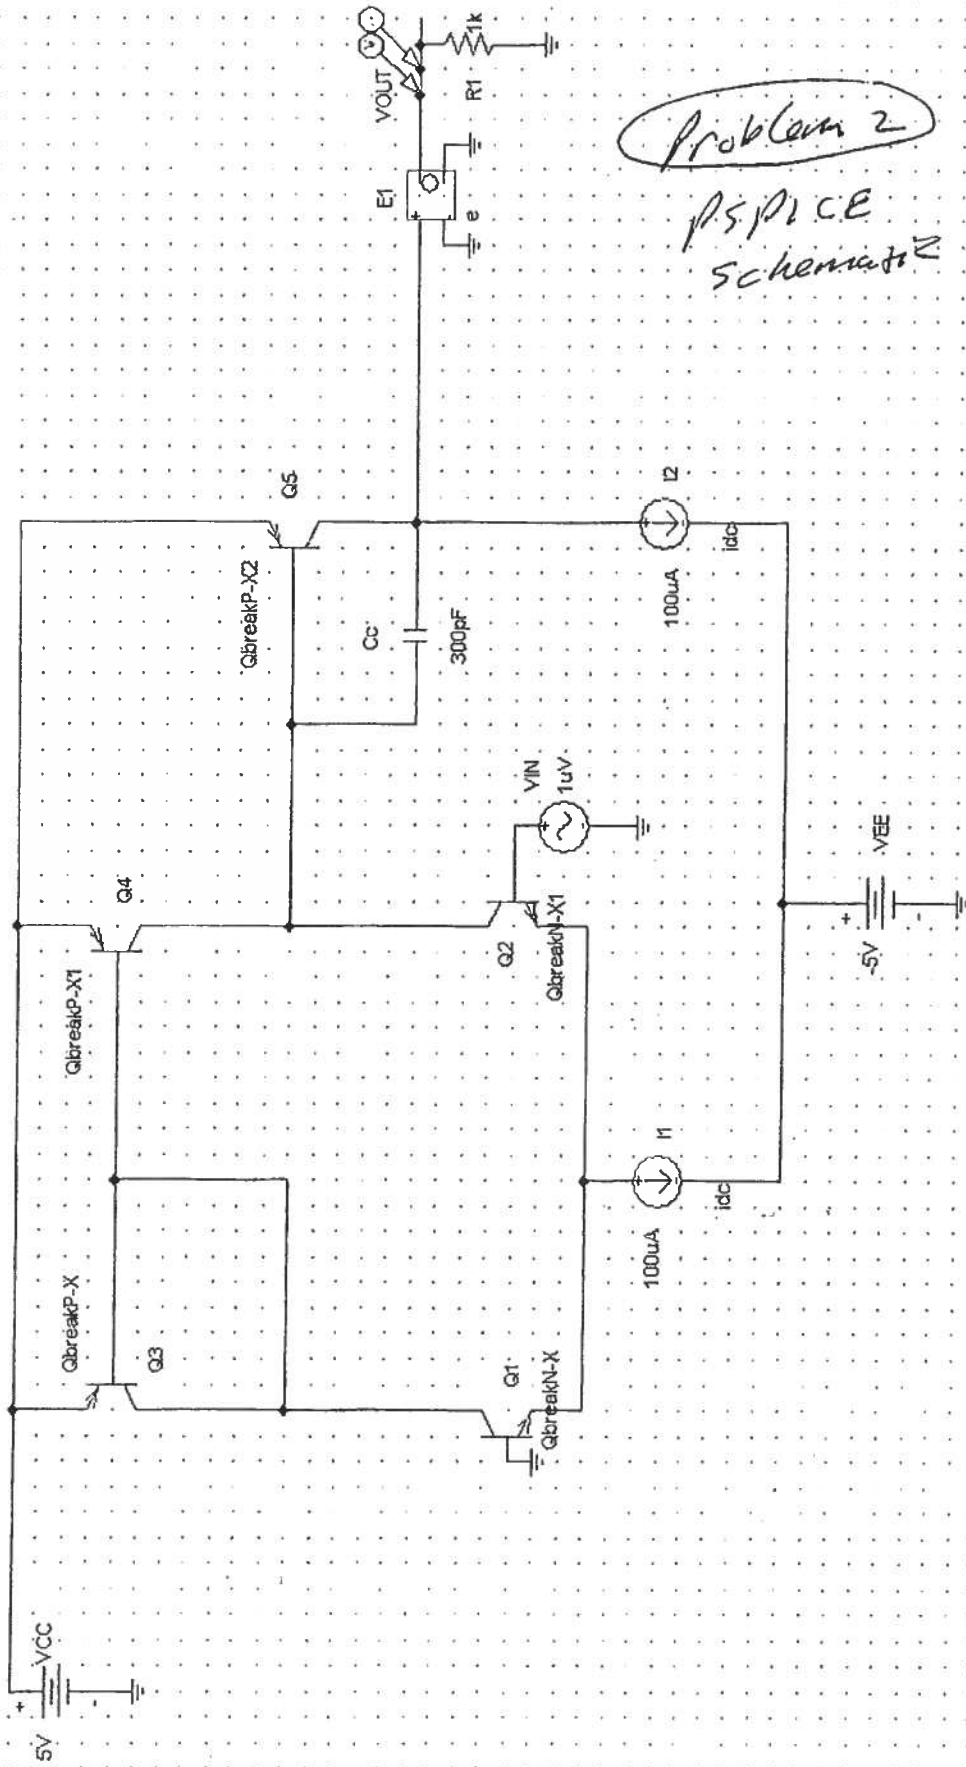 Problem 2
PSPICE
schematic
5V
VCC
QbreakP-X
Q3
QbreakP-X1
Q4
QbreakP-X2
Q5
Cc
300pF
Q1
QbreakN-X
Q2
QbreakN-X1
VIN
1uV
100uA
I1
idc
100uA
I2
idc
-5V
VEE
E1
e
VOUT
V
R1
1k